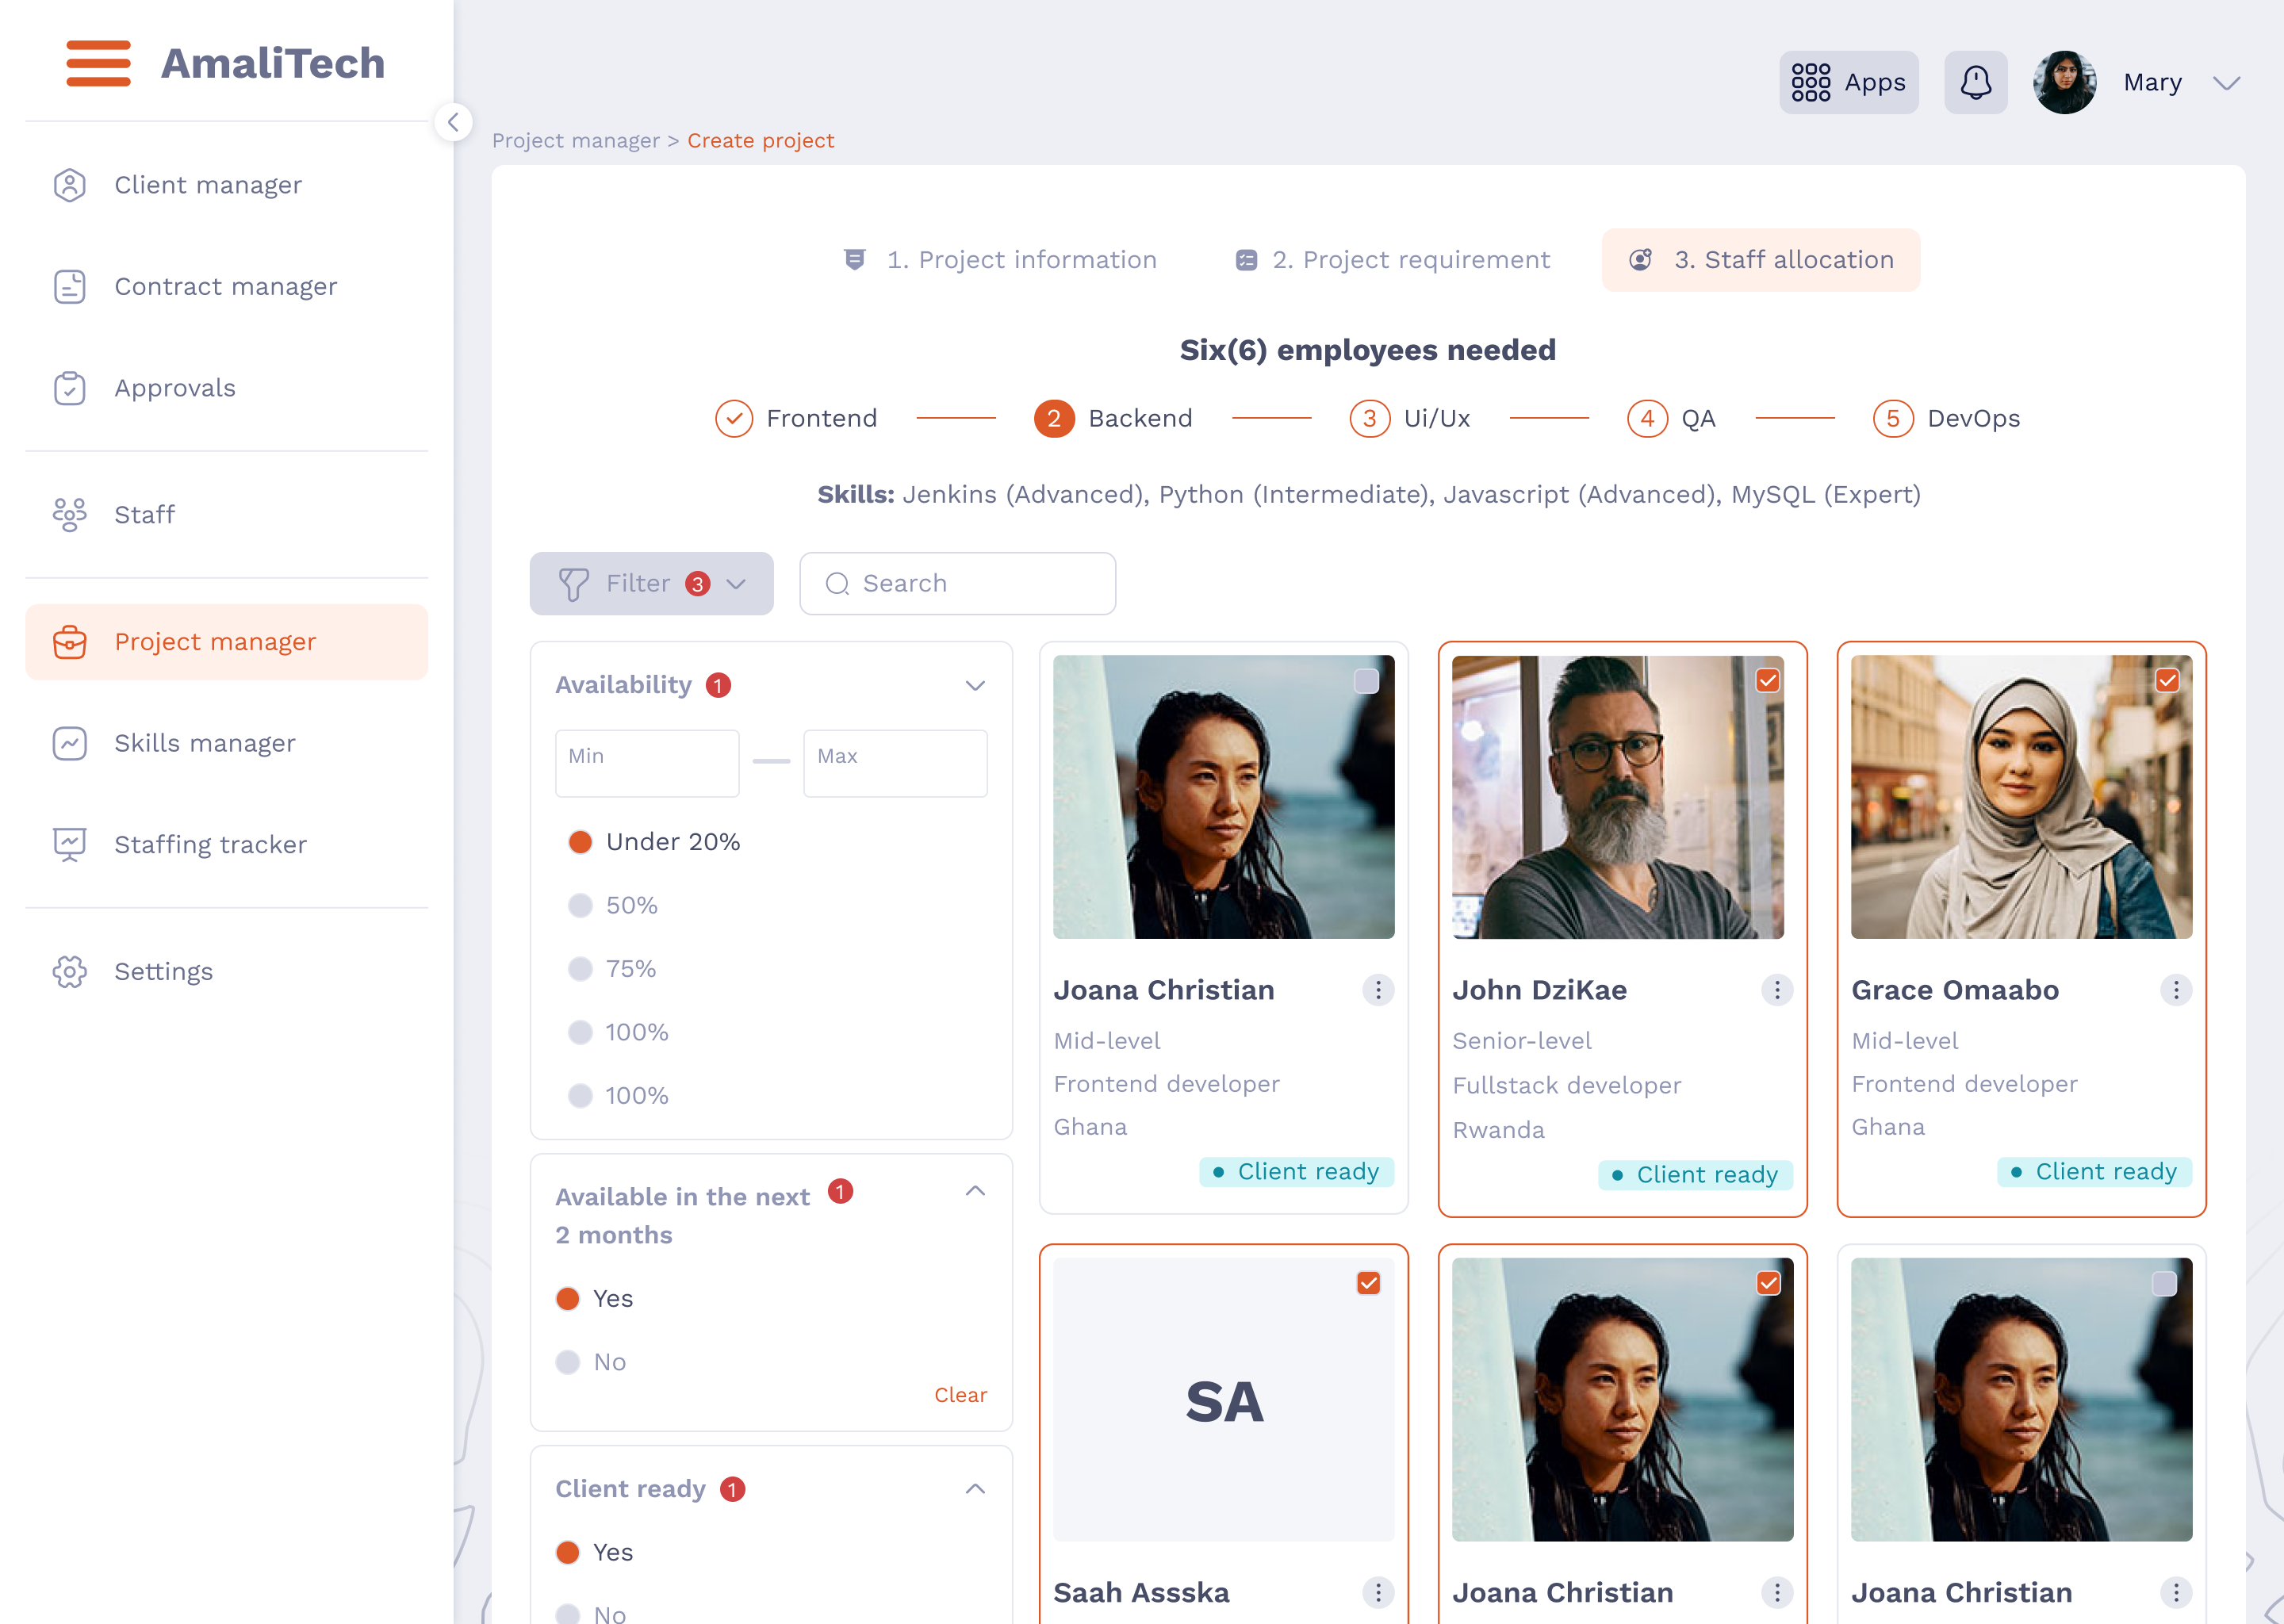 AmaliTech
Client manager
Contract manager
Approvals
Staff
Project manager
Skills manager
Staffing tracker
Settings
Apps
Mary
Project manager > Create project
1. Project information
2. Project requirement
3. Staff allocation
Six(6) employees needed
Frontend
2 Backend
3 Ui/Ux
4 QA
5 DevOps
Skills: Jenkins (Advanced), Python (Intermediate), Javascript (Advanced), MySQL (Expert)
Filter 3
Search
Availability 1
Min
Max
Under 20%
50%
75%
100%
100%
Available in the next 1
2 months
Yes
No
Clear
Client ready 1
Yes
No
Joana Christian
Mid-level
Frontend developer
Ghana
Client ready
John DziKae
Senior-level
Fullstack developer
Rwanda
Client ready
Grace Omaabo
Mid-level
Frontend developer
Ghana
Client ready
SA
Saah Assska
Joana Christian
Joana Christian